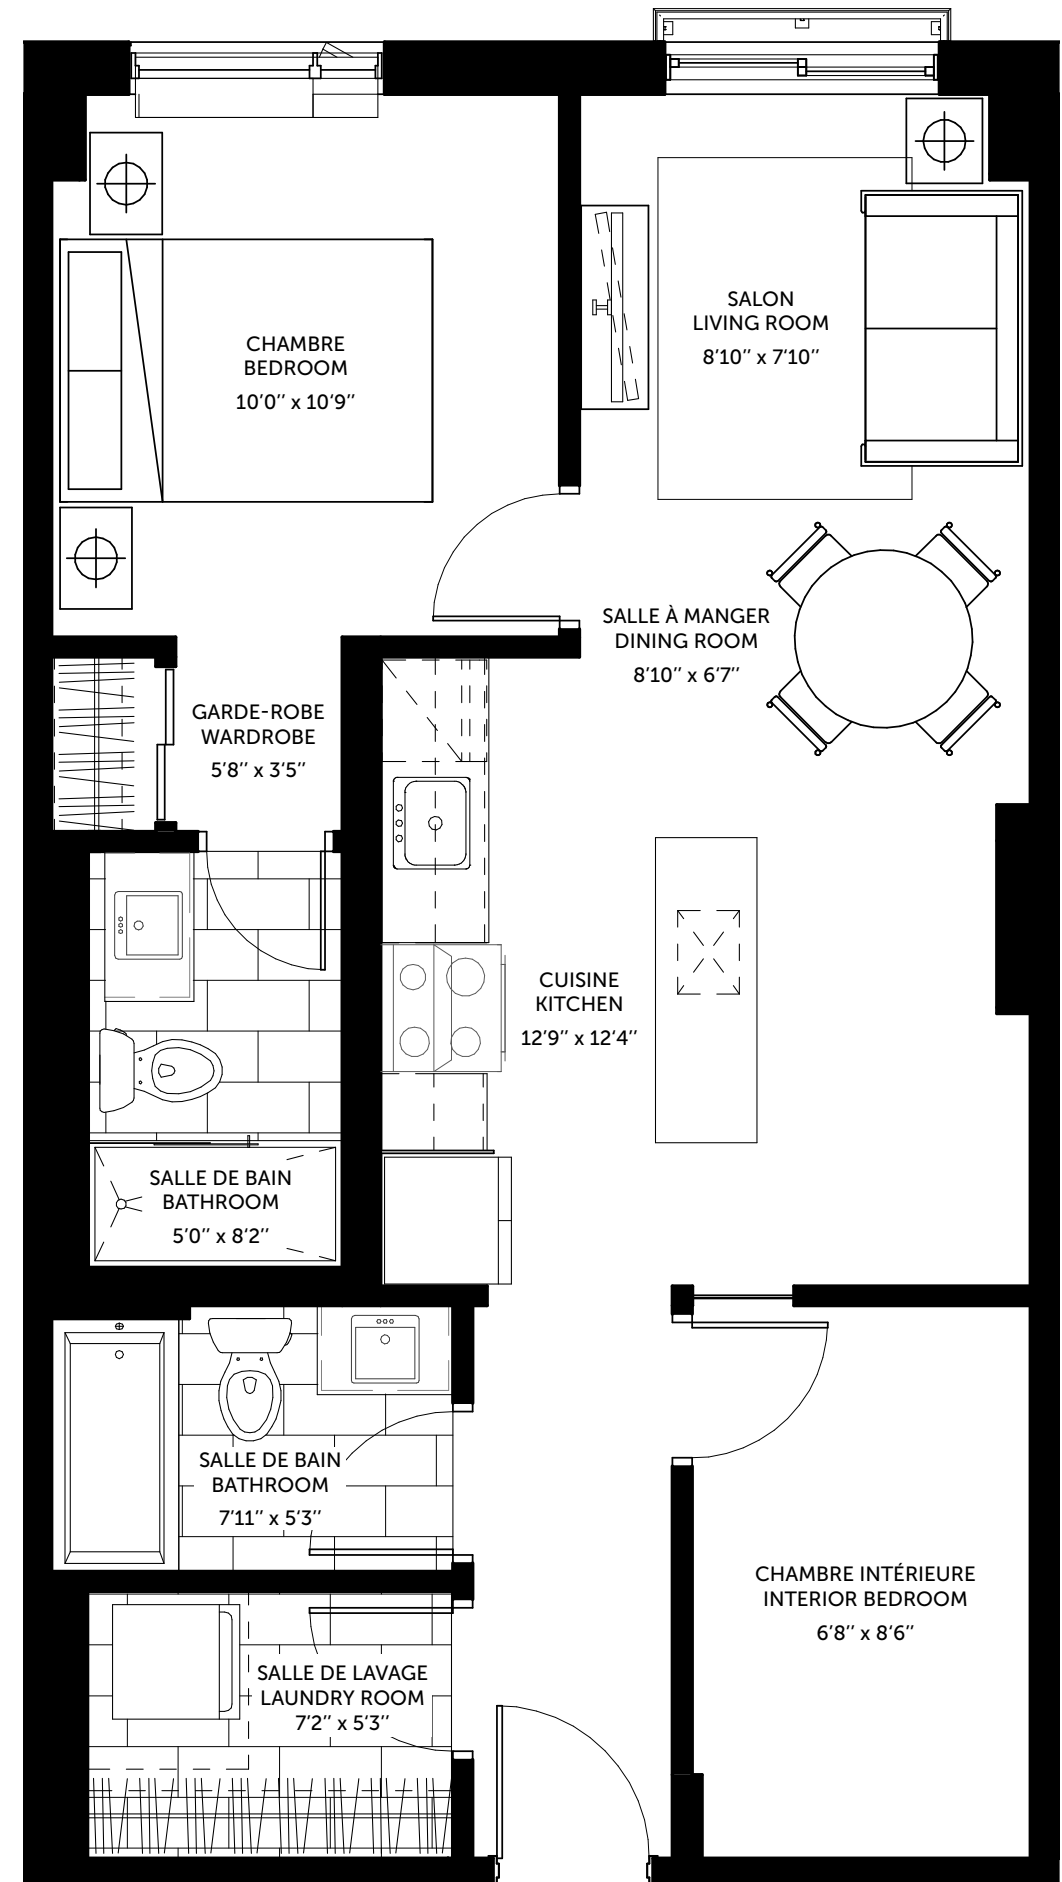 SALON
LIVING ROOM
8'10'' x 7'10''
CHAMBRE
BEDROOM
10'0'' x 10'9''
SALLE À MANGER
DINING ROOM
8'10'' x 6'7''
GARDE-ROBE
WARDROBE
5'8'' x 3'5''
CUISINE
KITCHEN
12'9'' x 12'4''
SALLE DE BAIN
BATHROOM
5'0'' x 8'2''
SALLE DE BAIN
BATHROOM
7'11'' x 5'3''
CHAMBRE INTÉRIEURE
INTERIOR BEDROOM
6'8'' x 8'6''
SALLE DE LAVAGE
LAUNDRY ROOM
7'2'' x 5'3''